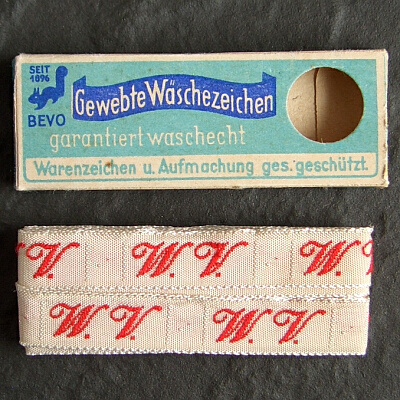 SEIT
1896
BEVO
Gewebte Wäschezeichen
garantiert waschecht
Warenzeichen u. Aufmachung ges. geschützt.
W. V. W. V. W. V.
W. V. W. V.